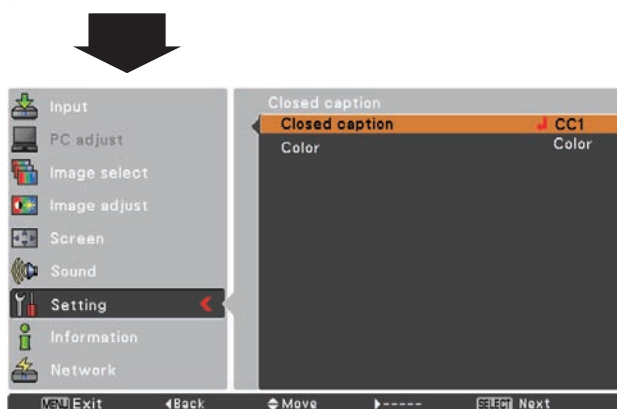 Input
PC adjust
Image select
Image adjust
Screen
Sound
Setting
Information
Network
Closed caption
Closed caption CC1
Color Color
MENU Exit Back Move ----- SELECT Next